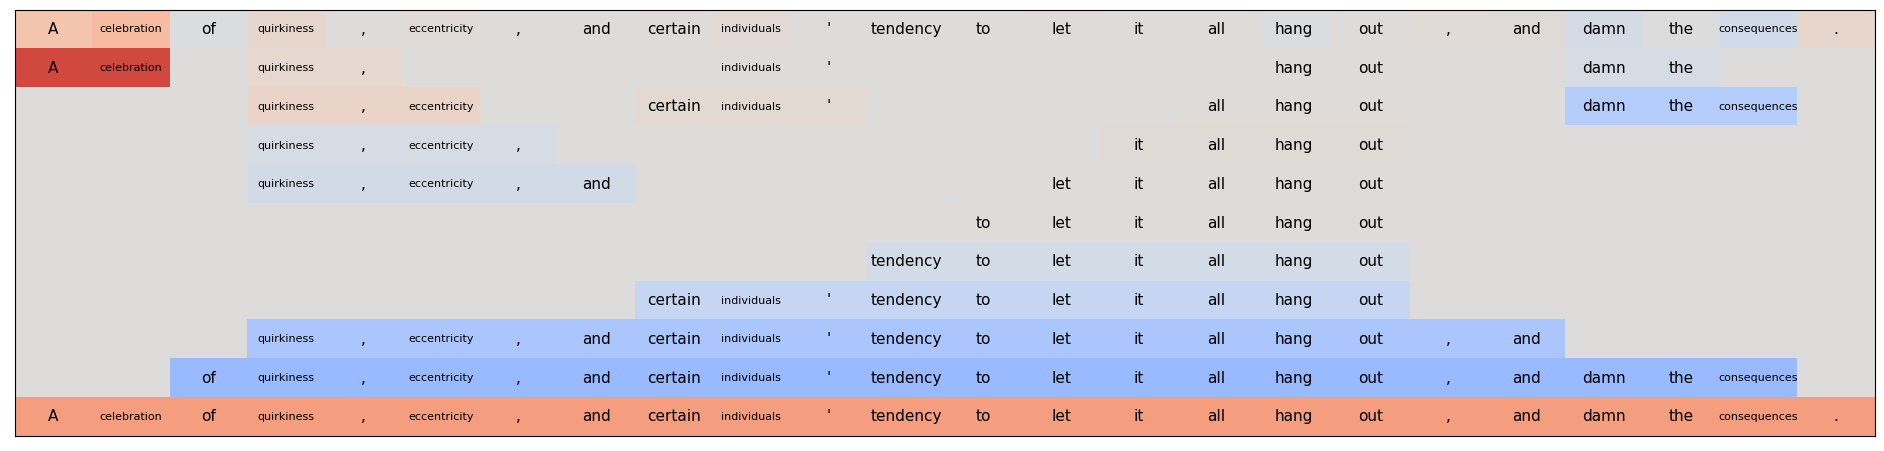 A celebration of quirkiness , eccentricity , and certain individuals ' tendency to let it all hang out , and damn the consequences .
A celebration quirkiness , individuals ' hang out damn the
quirkiness , eccentricity certain individuals ' all hang out damn the consequences
quirkiness , eccentricity , it all hang out
quirkiness , eccentricity , and let it all hang out
to let it all hang out
tendency to let it all hang out
certain individuals ' tendency to let it all hang out
quirkiness , eccentricity , and certain individuals ' tendency to let it all hang out , and
of quirkiness , eccentricity , and certain individuals ' tendency to let it all hang out , and damn the consequences
A celebration of quirkiness , eccentricity , and certain individuals ' tendency to let it all hang out , and damn the consequences .